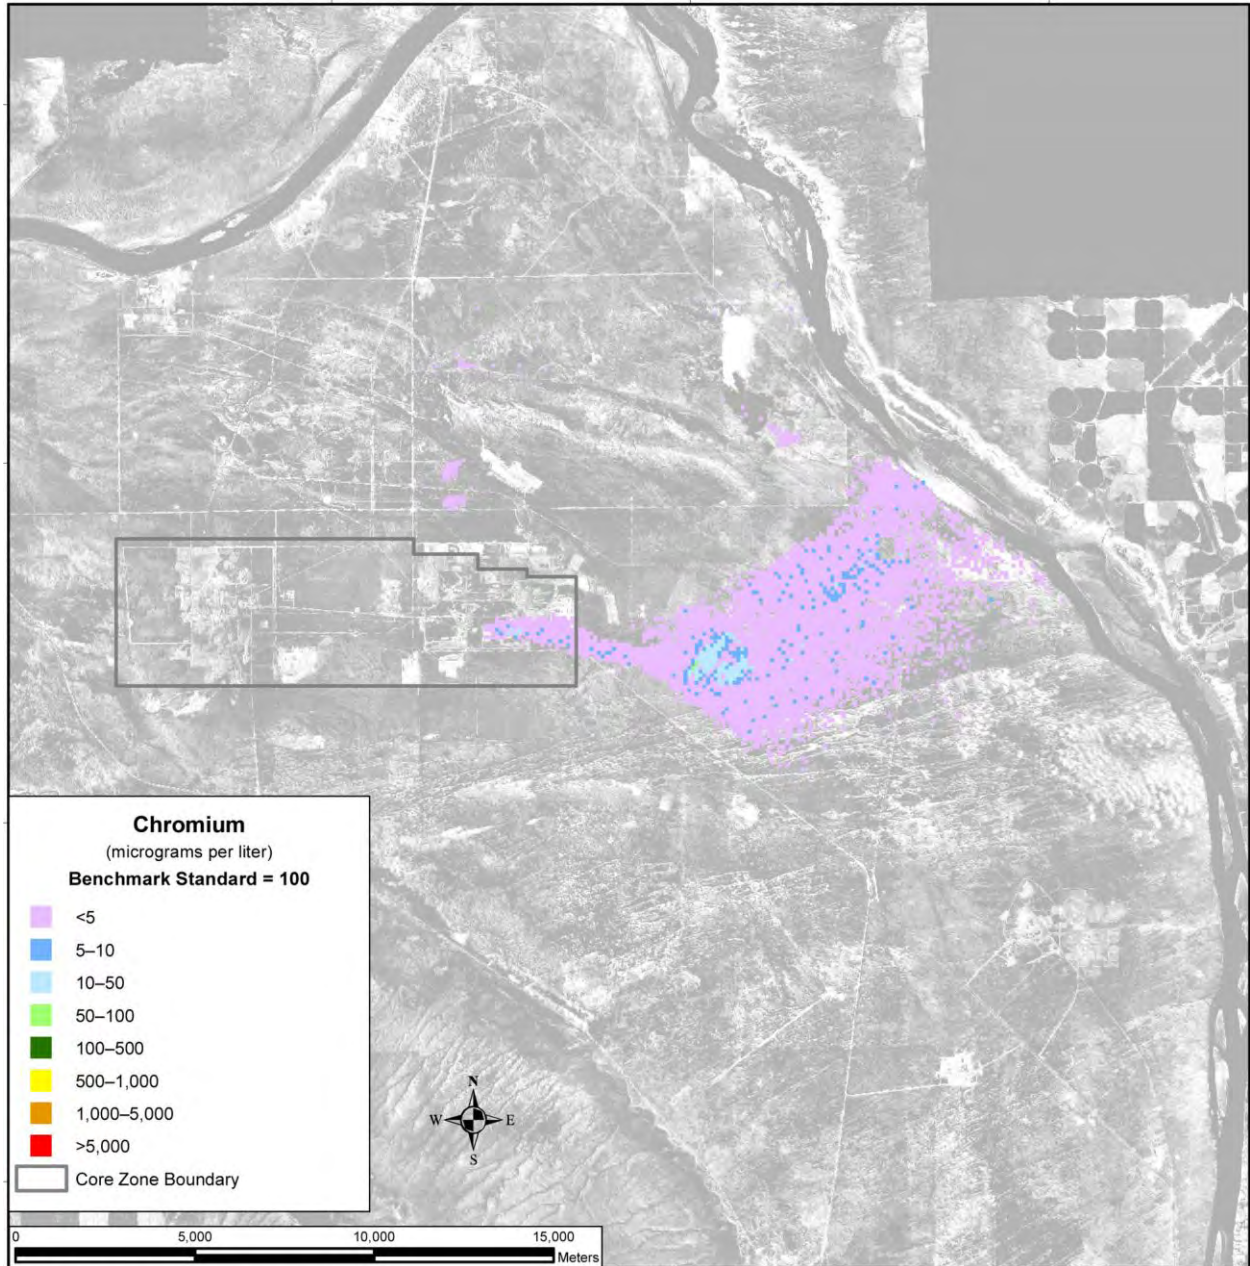 Chromium
(micrograms per liter)
Benchmark Standard = 100
<5
5–10
10–50
50–100
100–500
500–1,000
1,000–5,000
>5,000
Core Zone Boundary
N
W E
S
0 5,000 10,000 15,000
Meters